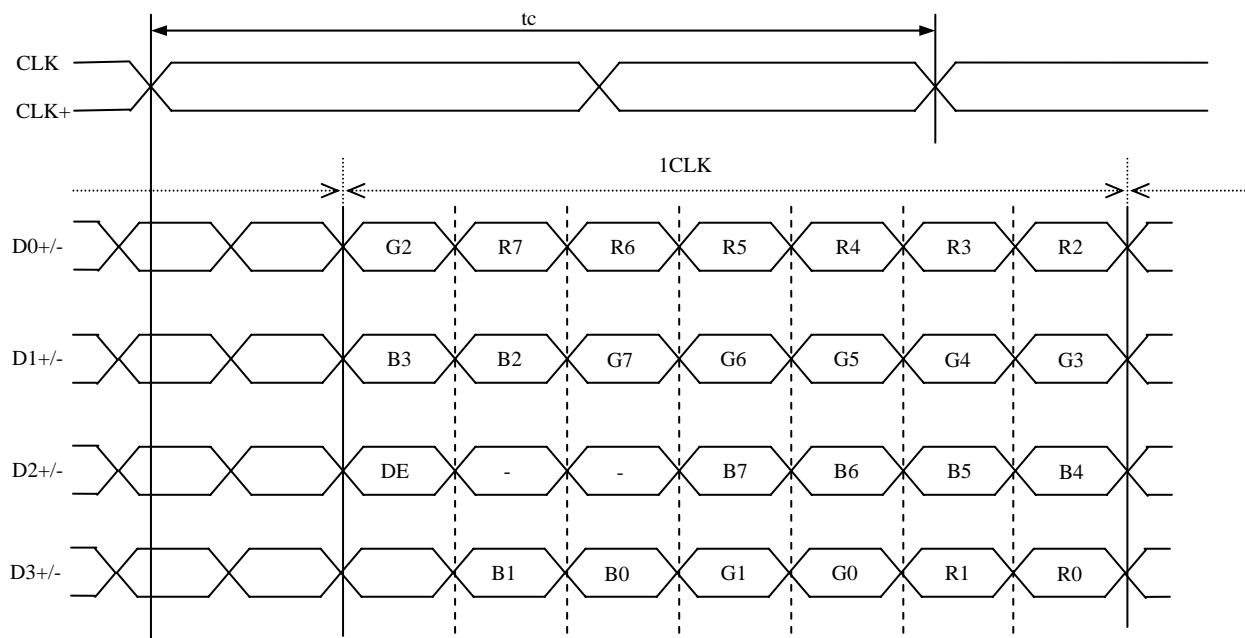 tc
CLK
CLK+
1CLK
D0+/- G2 R7 R6 R5 R4 R3 R2
D1+/- B3 B2 G7 G6 G5 G4 G3
D2+/- DE - - B7 B6 B5 B4
D3+/- B1 B0 G1 G0 R1 R0